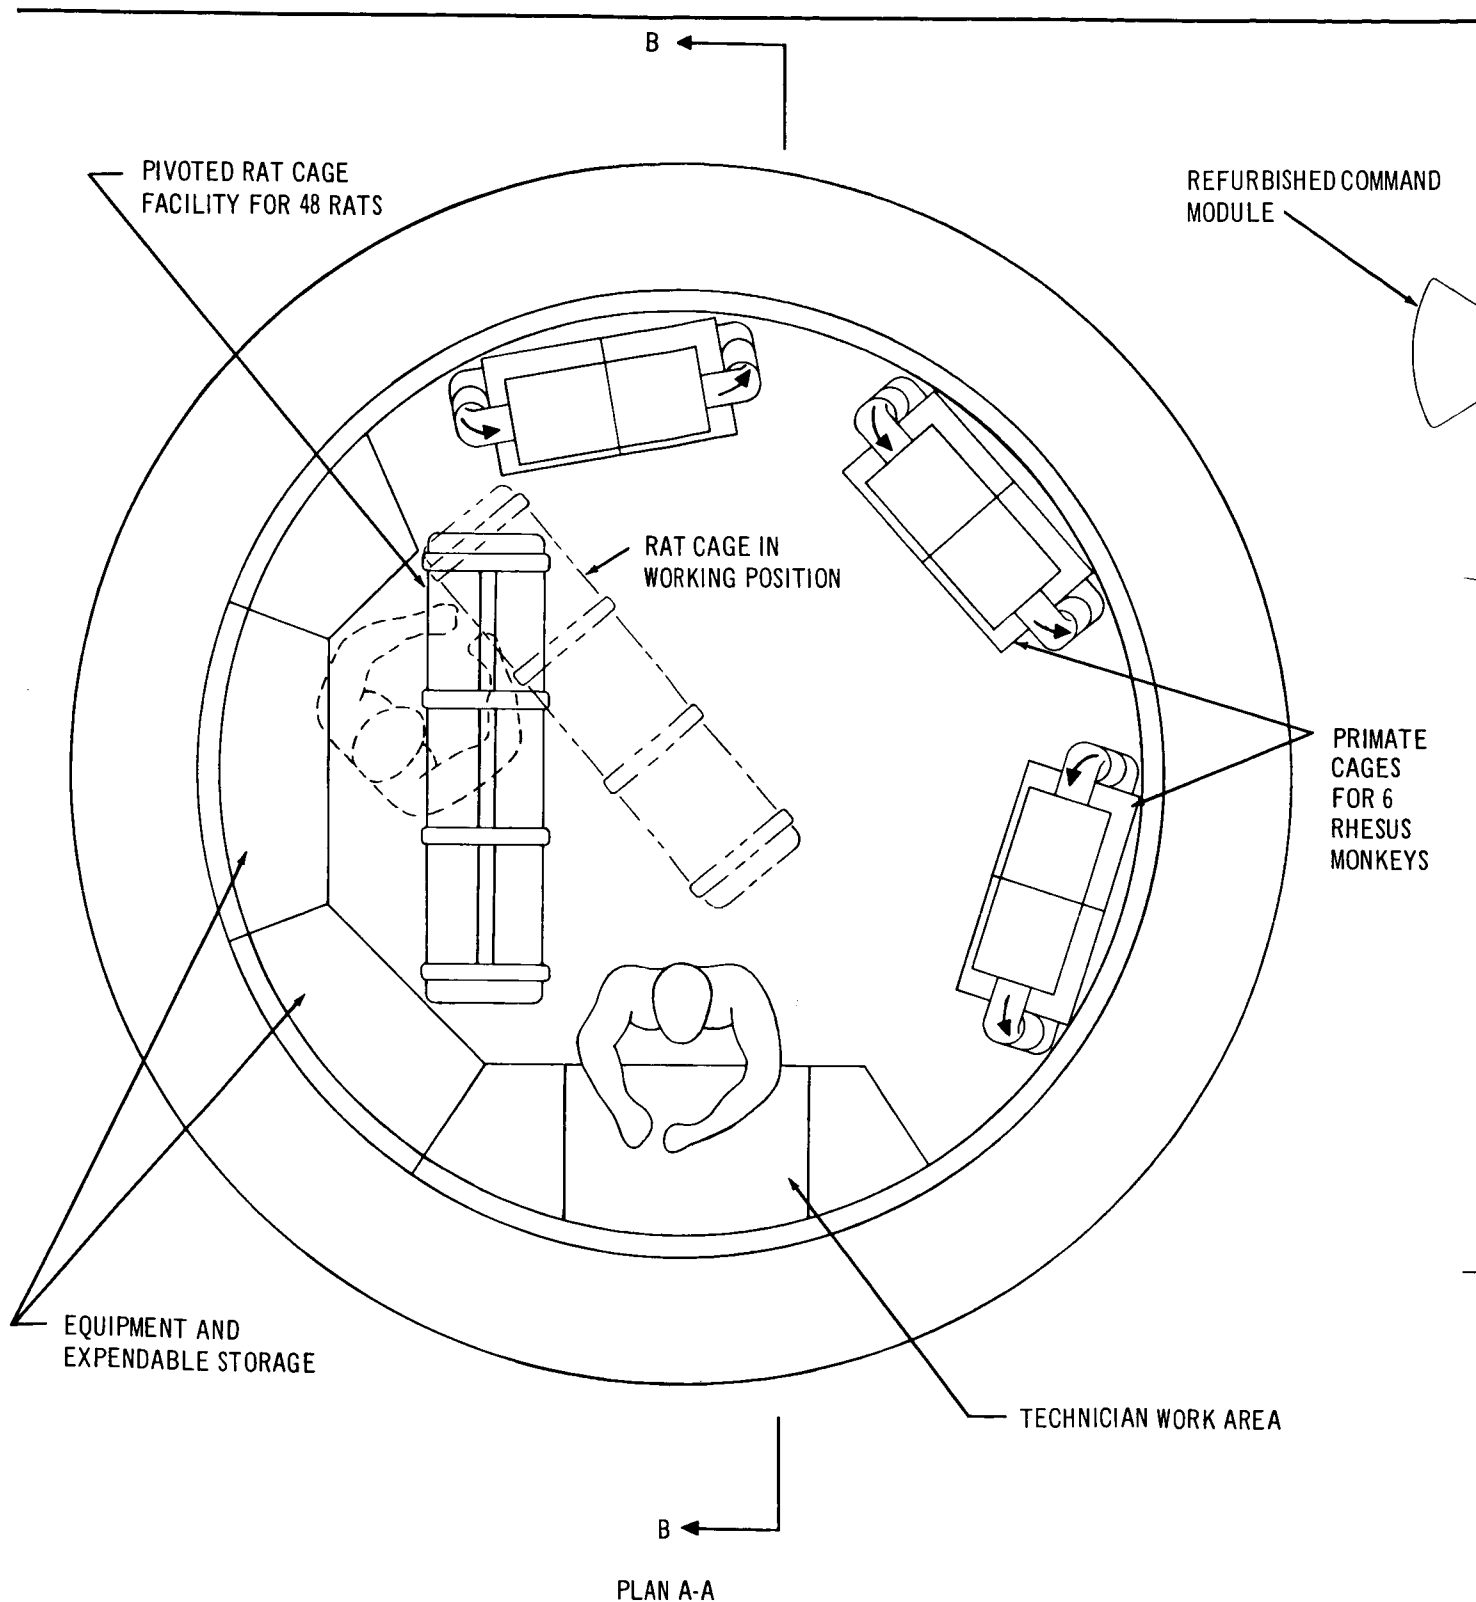 B
PIVOTED RAT CAGE
FACILITY FOR 48 RATS
REFURBISHED COMMAND
MODULE
RAT CAGE IN
WORKING POSITION
PRIMATE
CAGES
FOR 6
RHESUS
MONKEYS
EQUIPMENT AND
EXPENDABLE STORAGE
TECHNICIAN WORK AREA
B
PLAN A-A